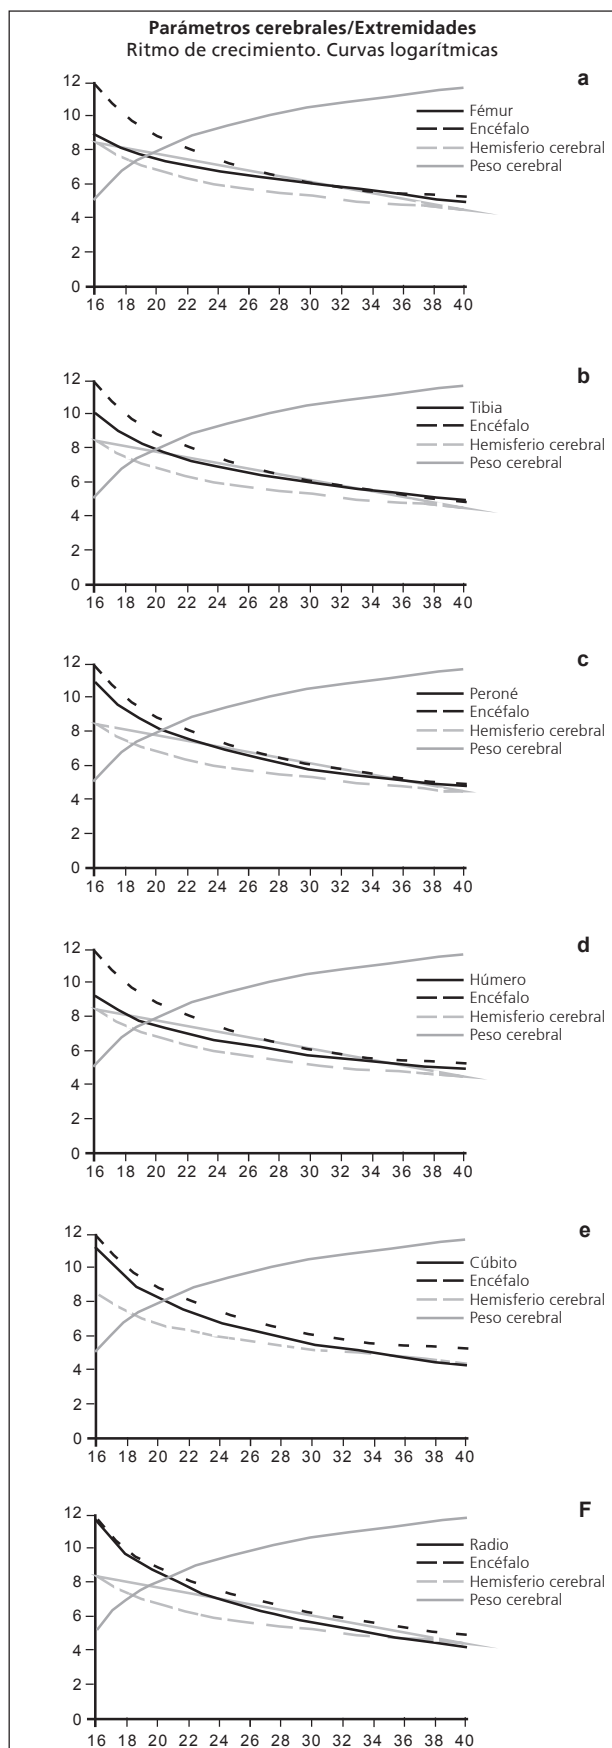 Parámetros cerebrales/Extremidades
Ritmo de crecimiento. Curvas logarítmicas
a
12
10
8
6
4
2
0
16 18 20 22 24 26 28 30 32 34 36 38 40
Fémur
Encéfalo
Hemisferio cerebral
Peso cerebral
b
12
10
8
6
4
2
0
16 18 20 22 24 26 28 30 32 34 36 38 40
Tibia
Encéfalo
Hemisferio cerebral
Peso cerebral
c
12
10
8
6
4
2
0
16 18 20 22 24 26 28 30 32 34 36 38 40
Peroné
Encéfalo
Hemisferio cerebral
Peso cerebral
d
12
10
8
6
4
2
0
16 18 20 22 24 26 28 30 32 34 36 38 40
Húmero
Encéfalo
Hemisferio cerebral
Peso cerebral
e
12
10
8
6
4
2
0
16 18 20 22 24 26 28 30 32 34 36 38 40
Cúbito
Encéfalo
Hemisferio cerebral
Peso cerebral
F
12
10
8
6
4
2
0
16 18 20 22 24 26 28 30 32 34 36 38 40
Radio
Encéfalo
Hemisferio cerebral
Peso cerebral